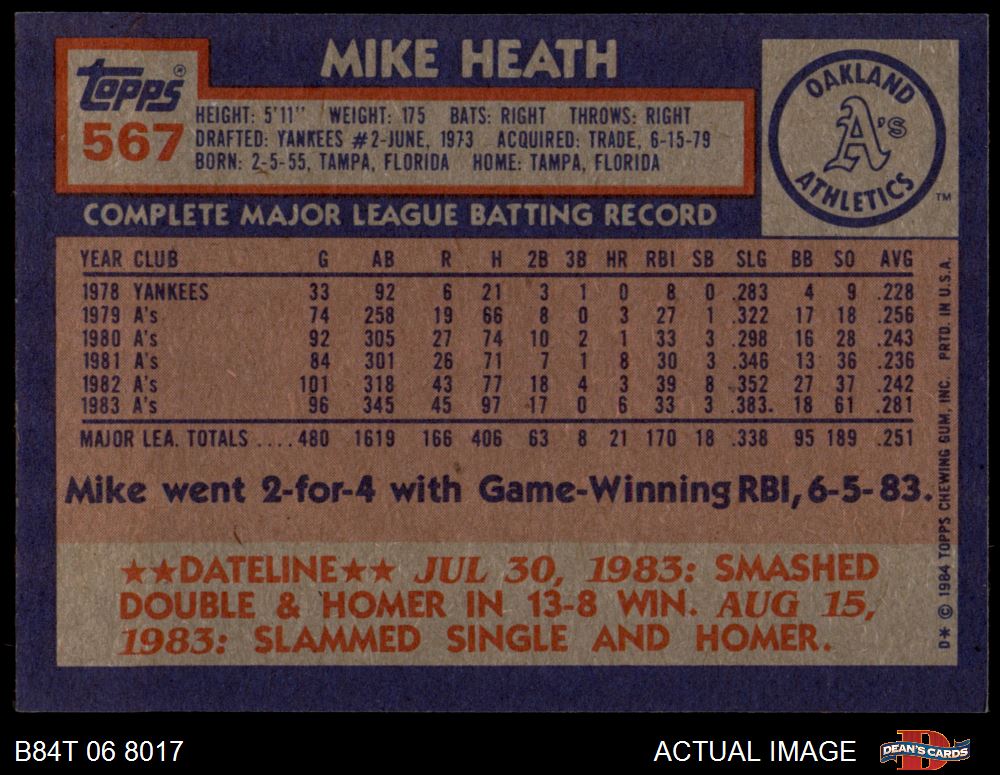 MIKE HEATH
Topps®
567
HEIGHT: 5'11" WEIGHT: 175 BATS: RIGHT THROWS: RIGHT
DRAFTED: YANKEES #2-JUNE, 1973 ACQUIRED: TRADE, 6-15-79
BORN: 2-5-55, TAMPA, FLORIDA HOME: TAMPA, FLORIDA
OAKLAND
A's
ATHLETICS
TM
COMPLETE MAJOR LEAGUE BATTING RECORD
YEAR CLUB G AB R H 2B 3B HR RBI SB SLG BB SO AVG
1978 YANKEES 33 92 6 21 3 1 0 8 0 .283 4 9 .228
1979 A's 74 258 19 66 8 0 3 27 1 .322 17 18 .256
1980 A's 92 305 27 74 10 2 1 33 3 .298 16 28 .243
1981 A's 84 301 26 71 7 1 8 30 3 .346 13 36 .236
1982 A's 101 318 43 77 18 4 3 39 8 .352 27 37 .242
1983 A's 96 345 45 97 17 0 6 33 3 .383. 18 61 .281
MAJOR LEA. TOTALS ....480 1619 166 406 63 8 21 170 18 .338 95 189 .251
Mike went 2-for-4 with Game-Winning RBI, 6-5-83.
★★DATELINE★★ JUL 30, 1983: SMASHED
DOUBLE & HOMER IN 13-8 WIN. AUG 15,
1983: SLAMMED SINGLE AND HOMER.
D* © 1984 TOPPS CHEWING GUM, INC. PRTD. IN U.S.A.
B84T 06 8017
ACTUAL IMAGE
D
DEAN'S CARDS